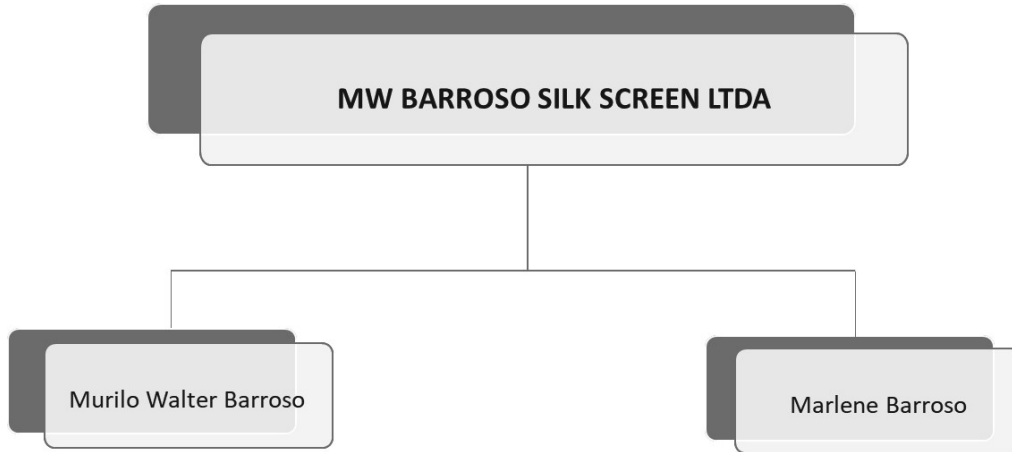 MW BARROSO SILK SCREEN LTDA
Murilo Walter Barroso
Marlene Barroso